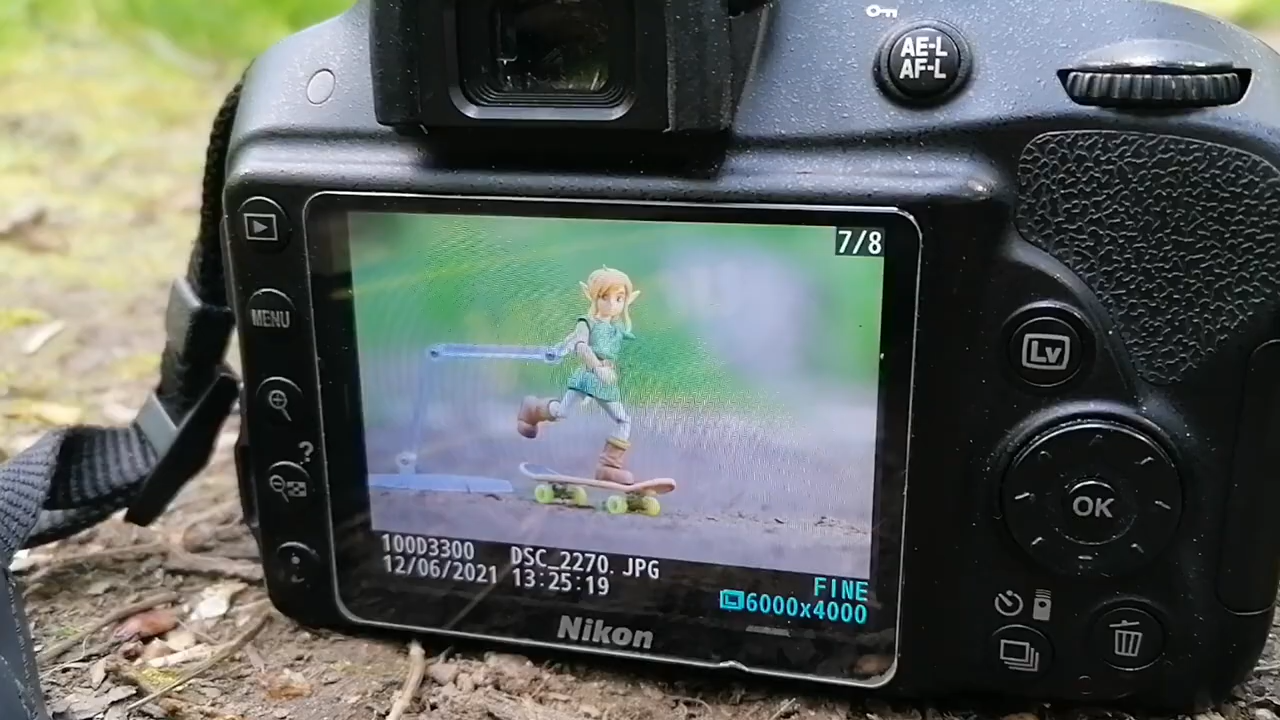 AE-L
AF-L
7/8
MENU
?
Lv
OK
100D3300 DSC_2270.JPG
12/06/2021 13:25:19
FINE
6000x4000
Nikon